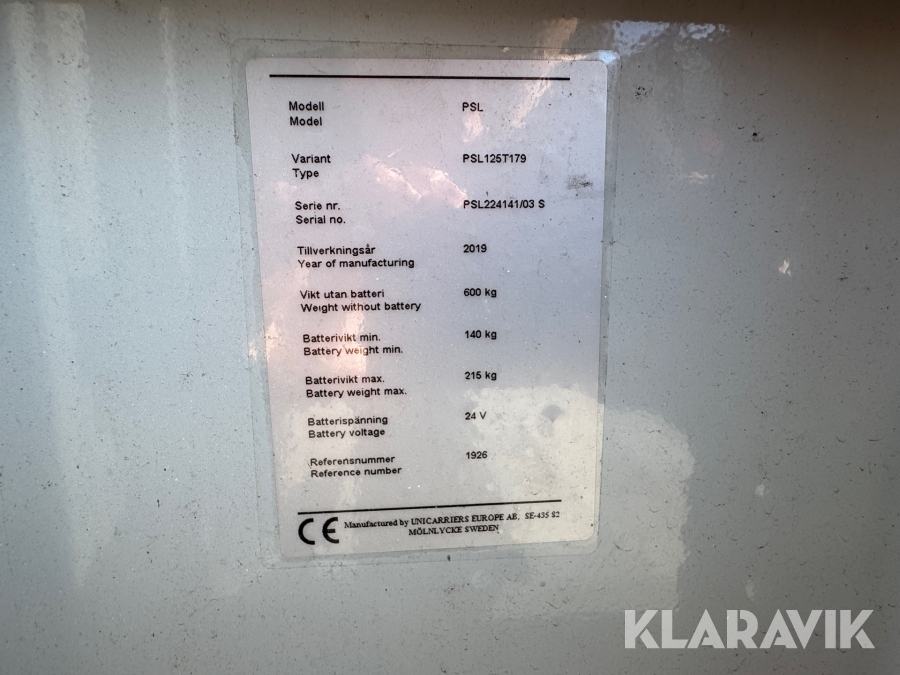 Modell PSL
Model
Variant PSL125T179
Type
Serie nr. PSL224141/03 S
Serial no.
Tillverkningsår 2019
Year of manufacturing
Vikt utan batteri 600 kg
Weight without battery
Batterivikt min. 140 kg
Battery weight min.
Batterivikt max. 215 kg
Battery weight max.
Batterispänning 24 V
Battery voltage
Referensnummer 1926
Reference number
CE Manufactured by UNICARRIERS EUROPE AB, SE-435 S2
MÖLNLYCKE SWEDEN
KLARAVIK